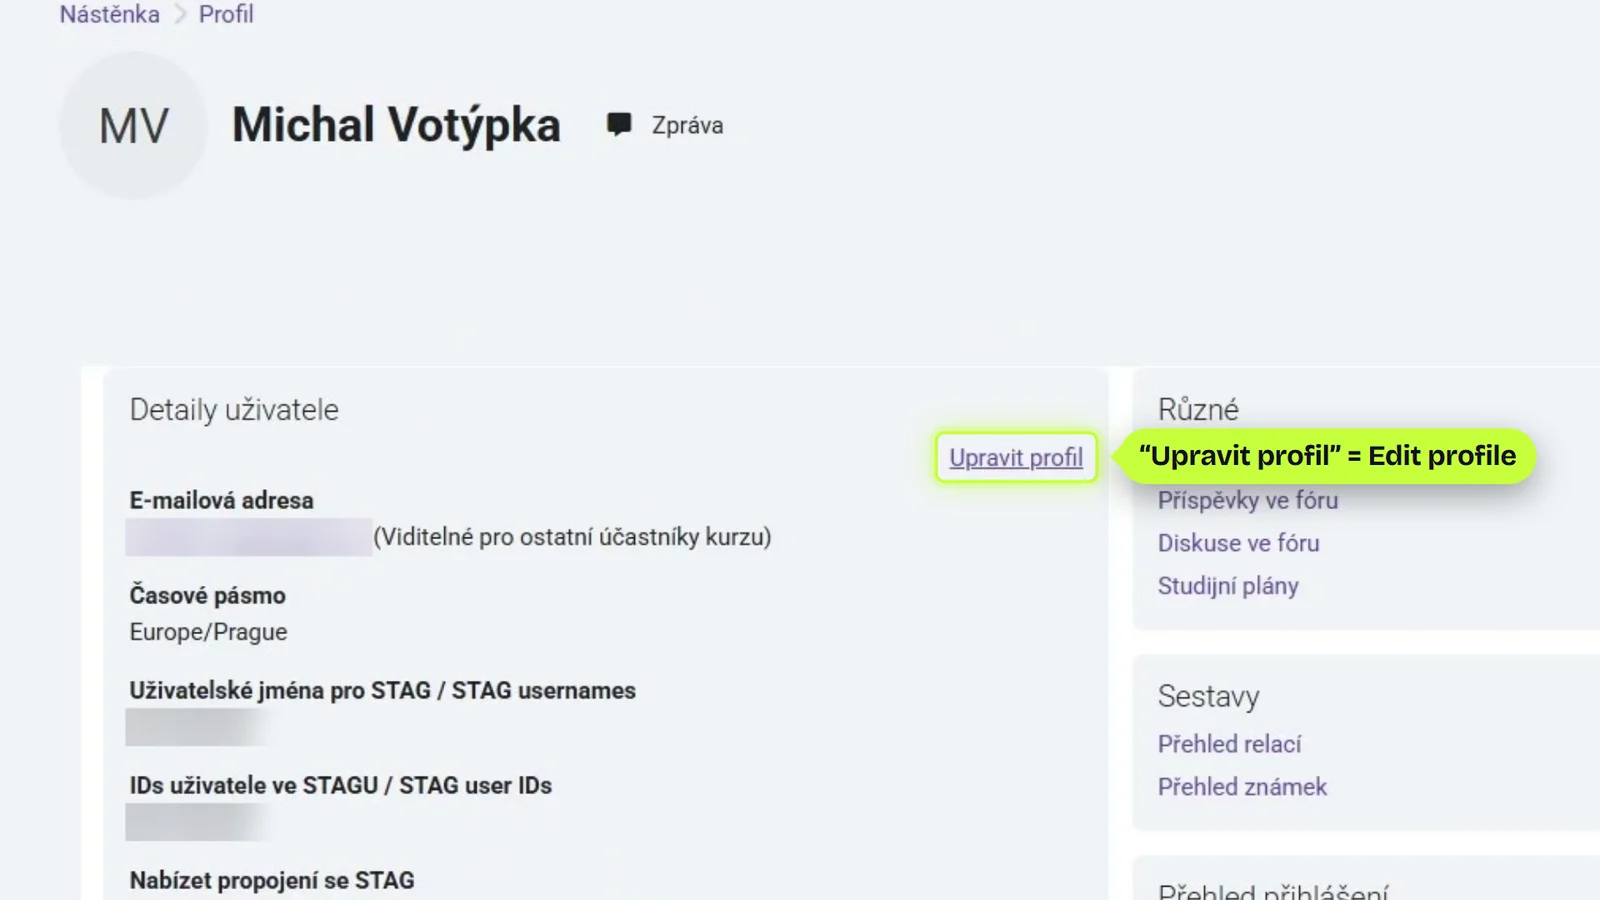 Nástěnka
Profil
MV
Michal Votýpka
Zpráva
Detaily uživatele
Upravit profil
E-mailová adresa
(Viditelné pro ostatní účastníky kurzu)
Časové pásmo
Europe/Prague
Uživatelské jména pro STAG / STAG usernames
IDs uživatele ve STAGU / STAG user IDs
Nabízet propojení se STAG
Různé
“Upravit profil” = Edit profile
Příspěvky ve fóru
Diskuse ve fóru
Studijní plány
Sestavy
Přehled relací
Přehled známek
Přehled přihlášení